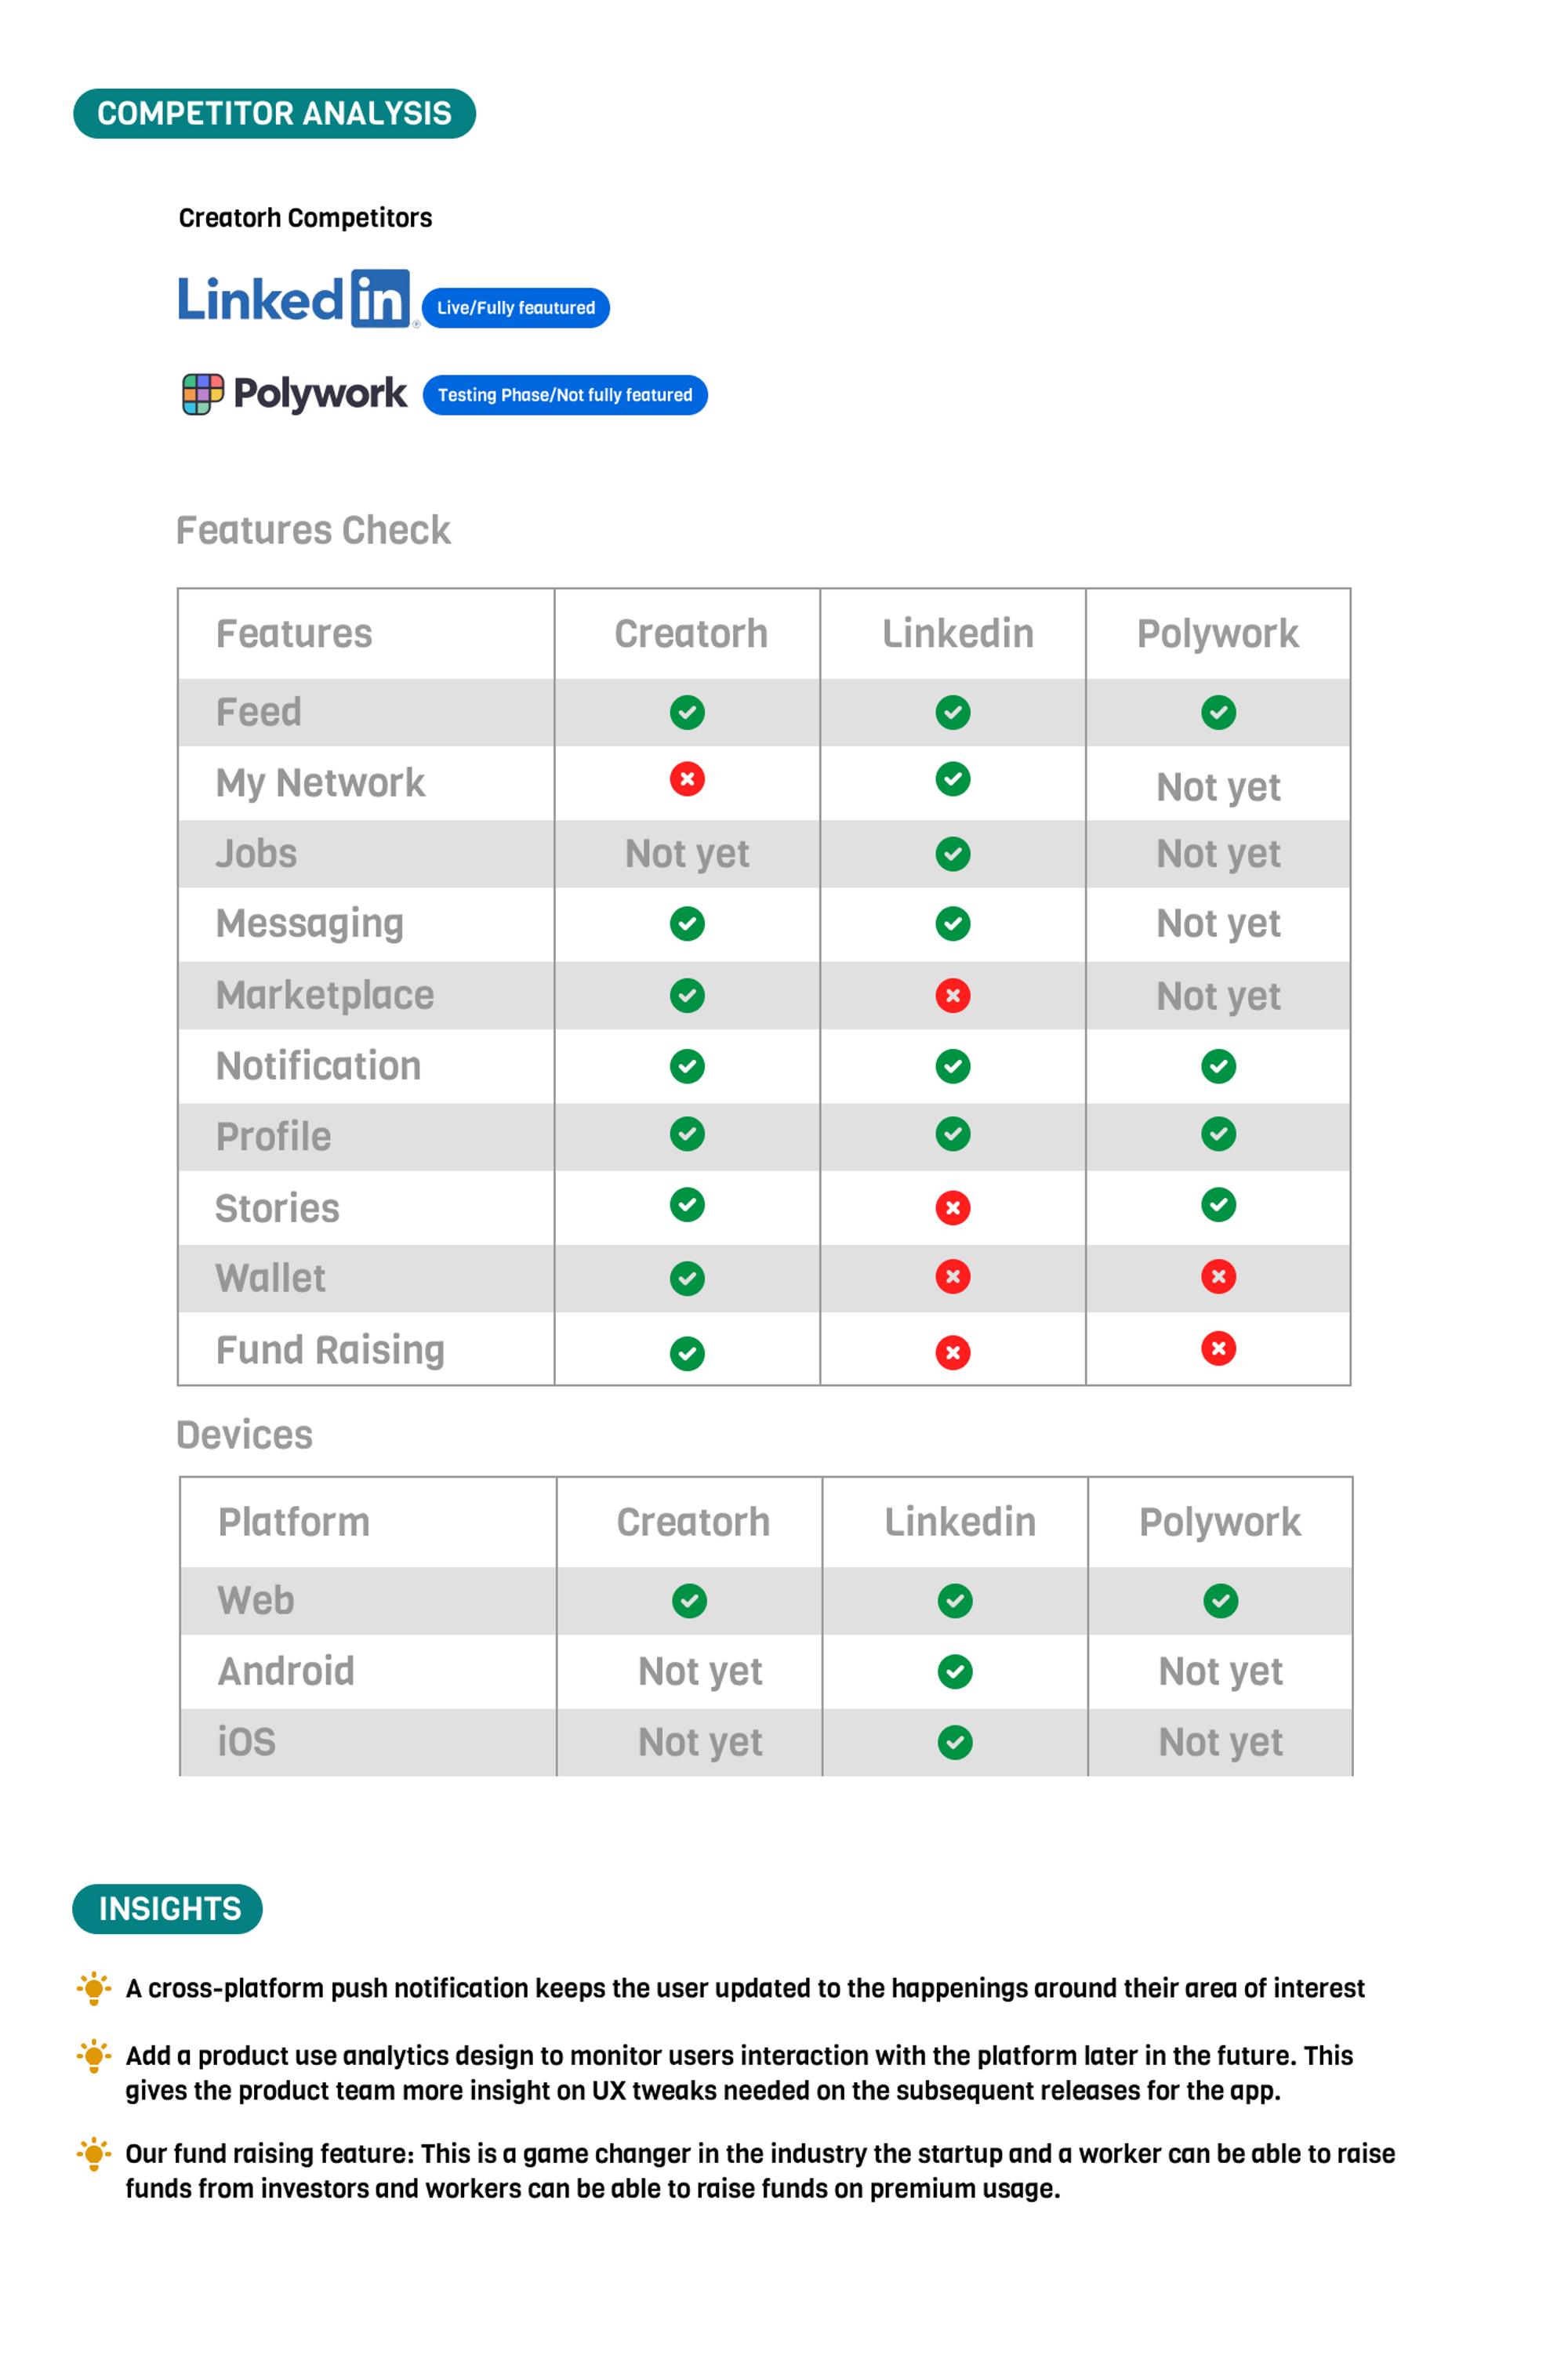 COMPETITOR ANALYSIS
Creatorh Competitors
Linkedin®
Live/Fully feautured
Polywork
Testing Phase/Not fully featured
Features Check
Features Creatorh Linkedin Polywork
Feed
My Network Not yet
Jobs Not yet Not yet
Messaging Not yet
Marketplace Not yet
Notification
Profile
Stories
Wallet
Fund Raising
Devices
Platform Creatorh Linkedin Polywork
Web
Android Not yet Not yet
iOS Not yet Not yet
INSIGHTS
A cross-platform push notification keeps the user updated to the happenings around their area of interest
Add a product use analytics design to monitor users interaction with the platform later in the future. This
gives the product team more insight on UX tweaks needed on the subsequent releases for the app.
Our fund raising feature: This is a game changer in the industry the startup and a worker can be able to raise
funds from investors and workers can be able to raise funds on premium usage.